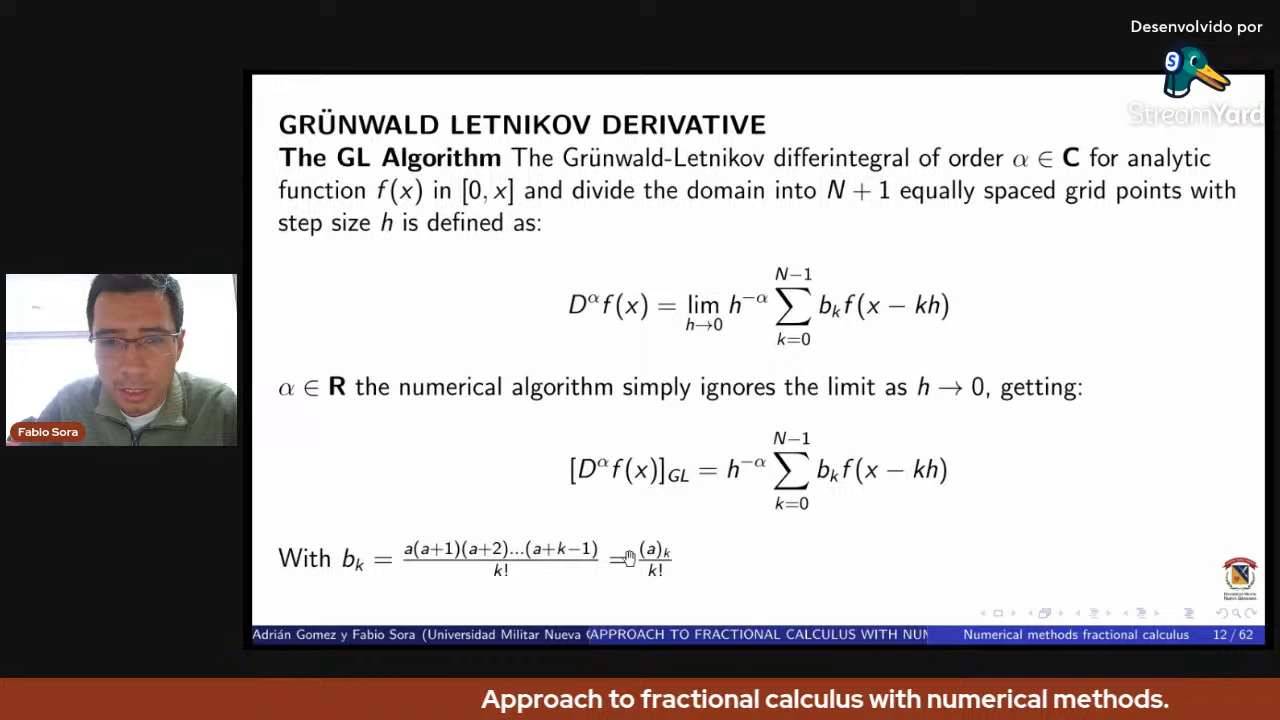 Desenvolvido por
StreamYard
GRÜNWALD LETNIKOV DERIVATIVE
The GL Algorithm The Grünwald-Letnikov differintegral of order α ∈ C for analytic
function f(x) in [0, x] and divide the domain into N + 1 equally spaced grid points with
step size h is defined as:
D^α f(x) = lim_{h→0} h^{−α} ∑_{k=0}^{N−1} b_k f(x − kh)
α ∈ R the numerical algorithm simply ignores the limit as h → 0, getting:
[D^α f(x)]_{GL} = h^{−α} ∑_{k=0}^{N−1} b_k f(x − kh)
With b_k = a(a+1)(a+2)...(a+k−1)/k! = (a)_k/k!
Fabio Sora
Adrián Gomez y Fabio Sora (Universidad Militar Nueva G
APPROACH TO FRACTIONAL CALCULUS WITH NUM
Numerical methods fractional calculus
12 / 62
Approach to fractional calculus with numerical methods.